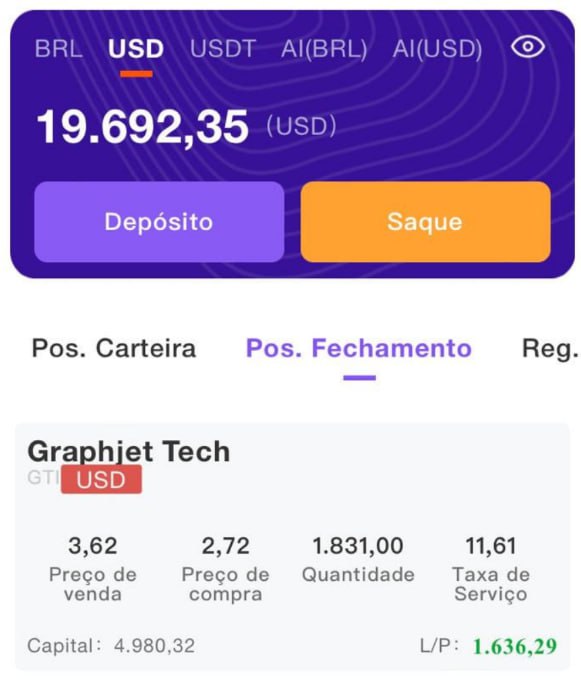 BRL USD USDT AI(BRL) AI(USD)
19.692,35 (USD)
Depósito Saque
Pos. Carteira Pos. Fechamento Reg.
Graphjet Tech
GTI USD
3,62 2,72 1.831,00 11,61
Preço de venda Preço de compra Quantidade Taxa de Serviço
Capital: 4.980,32 L/P: 1.636,29